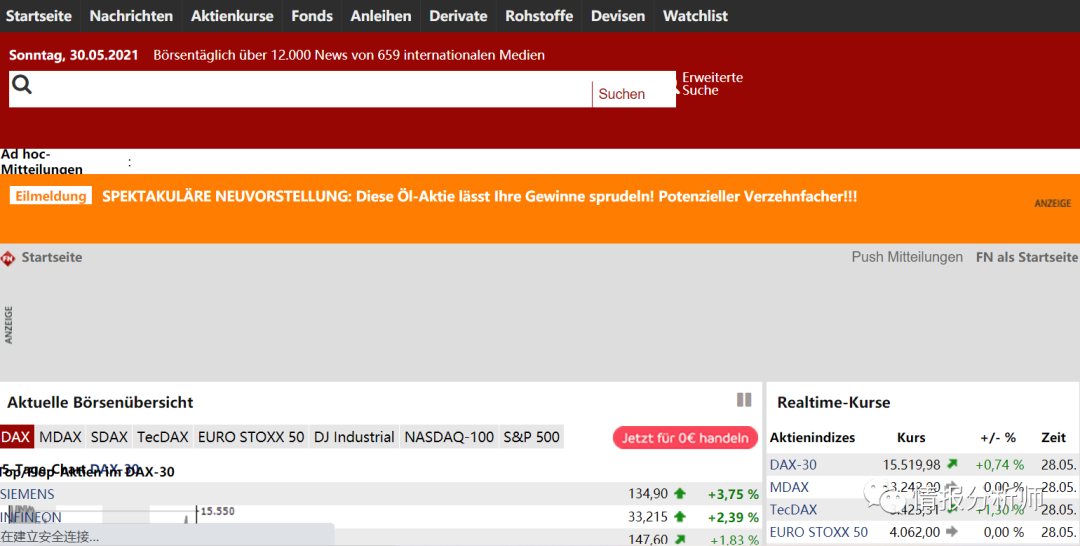 Startseite Nachrichten Aktienkurse Fonds Anleihen Derivate Rohstoffe Devisen Watchlist
Sonntag, 30.05.2021 Börsentäglich über 12.000 News von 659 internationalen Medien
Suchen
Erweiterte
Suche
Ad hoc-
Mitteilungen :
Eilmeldung SPEKTAKULÄRE NEUVORSTELLUNG: Diese Öl-Aktie lässt Ihre Gewinne sprudeln! Potenzieller Verzehnfacher!!!
ANZEIGE
FN Startseite Push Mitteilungen FN als Startseite
ANZEIGE
Aktuelle Börsenübersicht
DAX MDAX SDAX TecDAX EURO STOXX 50 DJ Industrial NASDAQ-100 S&P 500 Jetzt für 0€ handeln
5-Tage-Chart DAX-30
Top/Flop-Aktien im DAX-30
SIEMENS 134,90 +3,75 %
15.550
INFINEON 33,215 +2,39 %
147,60 +1,83 %
在建立安全连接...
Realtime-Kurse
Aktienindizes Kurs +/- % Zeit
DAX-30 15.519,98 +0,74 % 28.05.
MDAX 0,00 % 28.05.
TecDAX +1,30 % 28.05.
EURO STOXX 50 4.062,00 0,00 % 28.05.
情报分析师